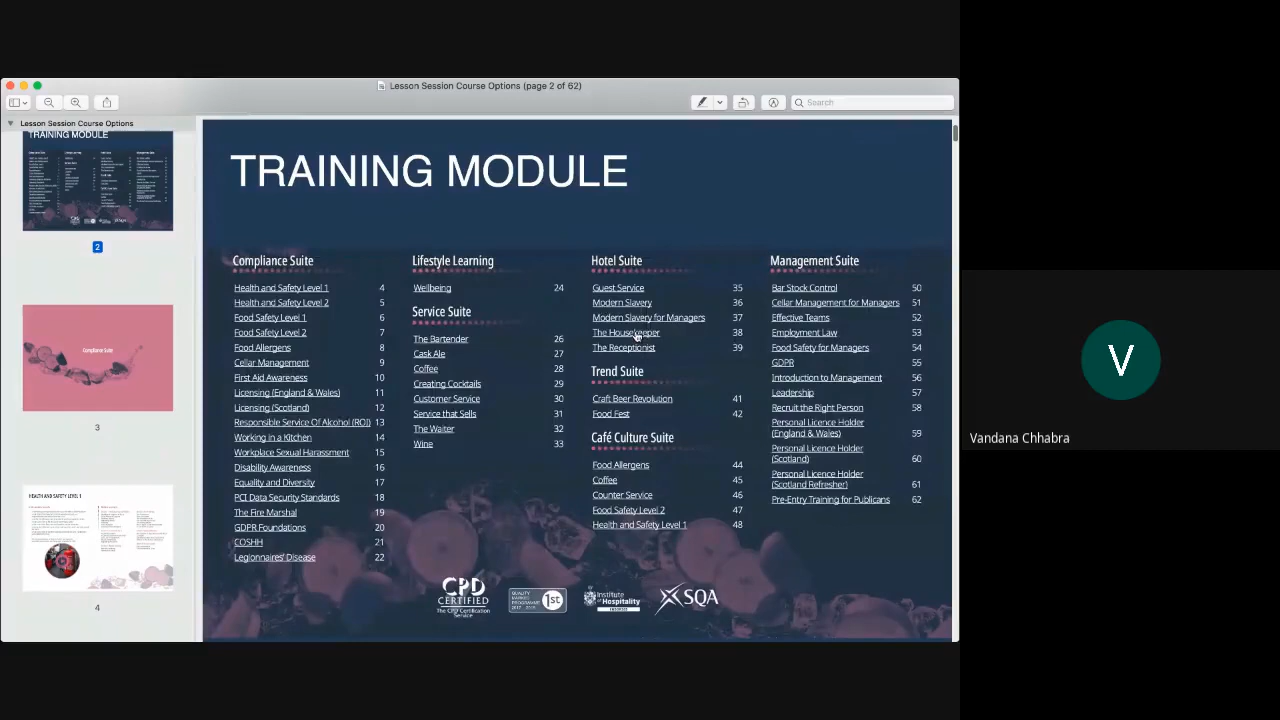 Lesson Session Course Options (page 2 of 62)
Search
Lesson Session Course Options
TRAINING MODULE
2
Compliance Suite
3
HEALTH AND SAFETY LEVEL 1
4
TRAINING MODULE
Compliance Suite
Health and Safety Level 1 4
Health and Safety Level 2 5
Food Safety Level 1 6
Food Safety Level 2 7
Food Allergens 8
Cellar Management 9
First Aid Awareness 10
Licensing (England & Wales) 11
Licensing (Scotland) 12
Responsible Service Of Alcohol (ROI) 13
Working in a Kitchen 14
Workplace Sexual Harassment 15
Disability Awareness 16
Equality and Diversity 17
PCI Data Security Standards 18
The Fire Marshal 19
GDPR Foundations 20
COSHH 21
Legionnaires' Disease 22
Lifestyle Learning
Wellbeing 24
Service Suite
The Bartender 26
Cask Ale 27
Coffee 28
Creating Cocktails 29
Customer Service 30
Service that Sells 31
The Waiter 32
Wine 33
Hotel Suite
Guest Service 35
Modern Slavery 36
Modern Slavery for Managers 37
The Housekeeper 38
The Receptionist 39
Trend Suite
Craft Beer Revolution 41
Food Fest 42
Café Culture Suite
Food Allergens 44
Coffee 45
Counter Service 46
Food Safety Level 2 47
Health and Safety Level 1 48
Management Suite
Bar Stock Control 50
Cellar Management for Managers 51
Effective Teams 52
Employment Law 53
Food Safety for Managers 54
GDPR 55
Introduction to Management 56
Leadership 57
Recruit the Right Person 58
Personal Licence Holder
(England & Wales) 59
Personal Licence Holder
(Scotland) 60
Personal Licence Holder
(Scotland Refresher) 61
Pre-Entry Training for Publicans 62
CPD
CERTIFIED
The CPD Certification
Service
1st
Institute
of Hospitality
SQA
V
Vandana Chhabra